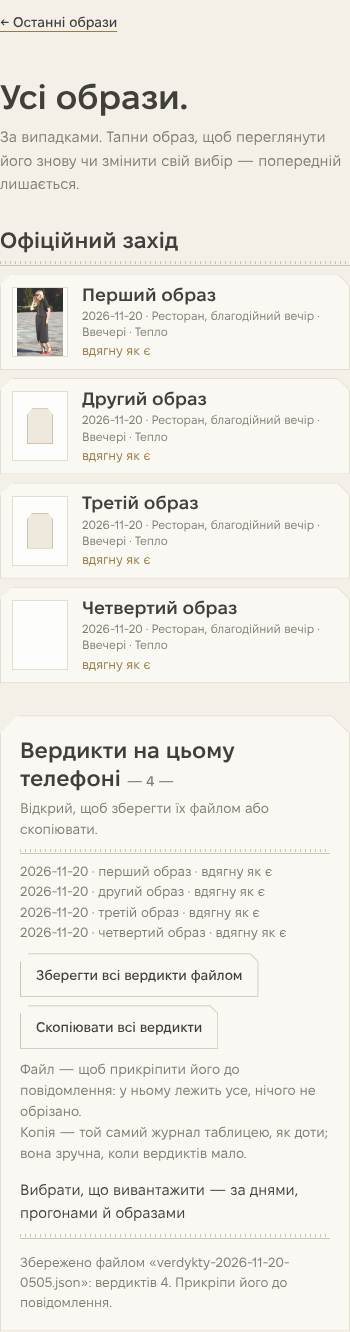 ← Останні образи
Усі образи.
За випадками. Тапни образ, щоб переглянути
його знову чи змінити свій вибір — попередній
лишається.
Офіційний захід
Перший образ
2026-11-20 · Ресторан, благодійний вечір ·
Ввечері · Тепло
вдягну як є
Другий образ
2026-11-20 · Ресторан, благодійний вечір ·
Ввечері · Тепло
вдягну як є
Третій образ
2026-11-20 · Ресторан, благодійний вечір ·
Ввечері · Тепло
вдягну як є
Четвертий образ
2026-11-20 · Ресторан, благодійний вечір ·
Ввечері · Тепло
вдягну як є
Вердикти на цьому
телефоні — 4 —
Відкрий, щоб зберегти їх файлом або
скопіювати.
2026-11-20 · перший образ · вдягну як є
2026-11-20 · другий образ · вдягну як є
2026-11-20 · третій образ · вдягну як є
2026-11-20 · четвертий образ · вдягну як є
Зберегти всі вердикти файлом
Скопіювати всі вердикти
Файл — щоб прикріпити його до
повідомлення: у ньому лежить усе, нічого не
обрізано.
Копія — той самий журнал таблицею, як доти;
вона зручна, коли вердиктів мало.
Вибрати, що вивантажити — за днями,
прогонами й образами
Збережено файлом «verdykty-2026-11-20-
0505.json»: вердиктів 4. Прикріпи його до
повідомлення.